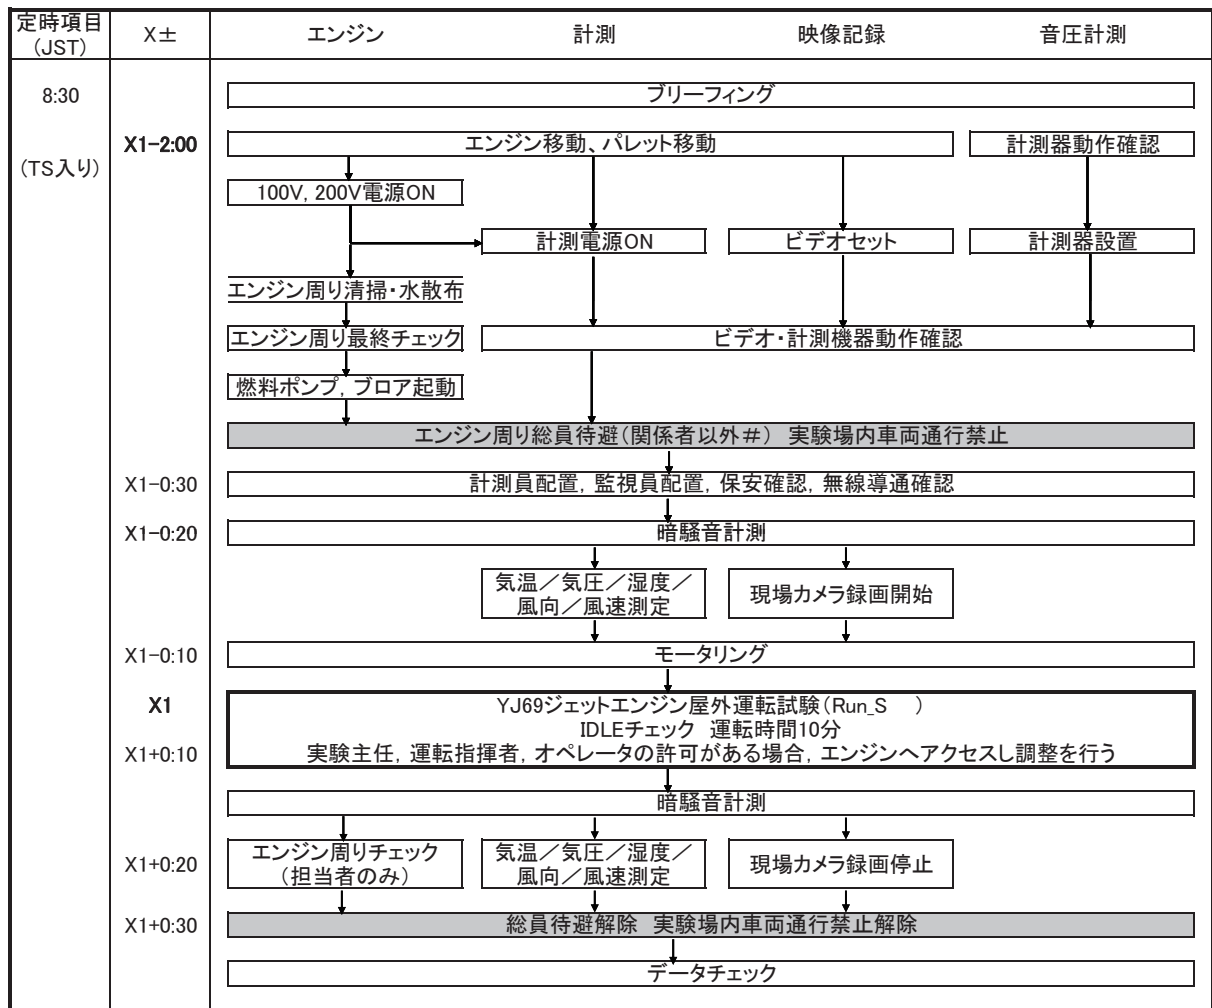 定時項目
(JST)
X±
エンジン
計測
映像記録
音圧計測
8:30
ブリーフィング
X1-2:00
エンジン移動、パレット移動
計測器動作確認
(TS入り)
100V, 200V電源ON
計測電源ON
ビデオセット
計測器設置
エンジン周り清掃・水散布
エンジン周り最終チェック
ビデオ・計測機器動作確認
燃料ポンプ, ブロア起動
エンジン周り総員待避(関係者以外#) 実験場内車両通行禁止
X1-0:30
計測員配置, 監視員配置, 保安確認, 無線導通確認
X1-0:20
暗騒音計測
気温/気圧/湿度/
風向/風速測定
現場カメラ録画開始
X1-0:10
モータリング
X1
YJ69ジェットエンジン屋外運転試験(Run_S )
IDLEチェック 運転時間10分
X1+0:10
実験主任, 運転指揮者, オペレータの許可がある場合, エンジンへアクセスし調整を行う
暗騒音計測
X1+0:20
エンジン周りチェック
(担当者のみ)
気温/気圧/湿度/
風向/風速測定
現場カメラ録画停止
X1+0:30
総員待避解除 実験場内車両通行禁止解除
データチェック